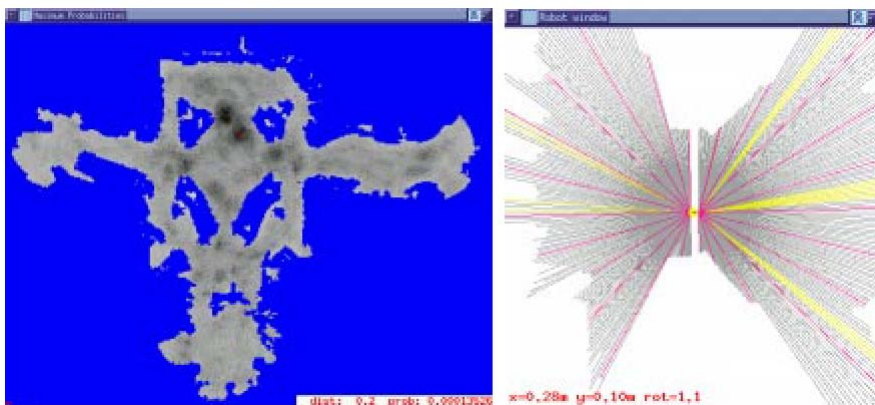 Maximum Probabilities
dist: 0.2 prob: 0.00013526
Robot window
x=0.28m y=0.10m rot=1.1